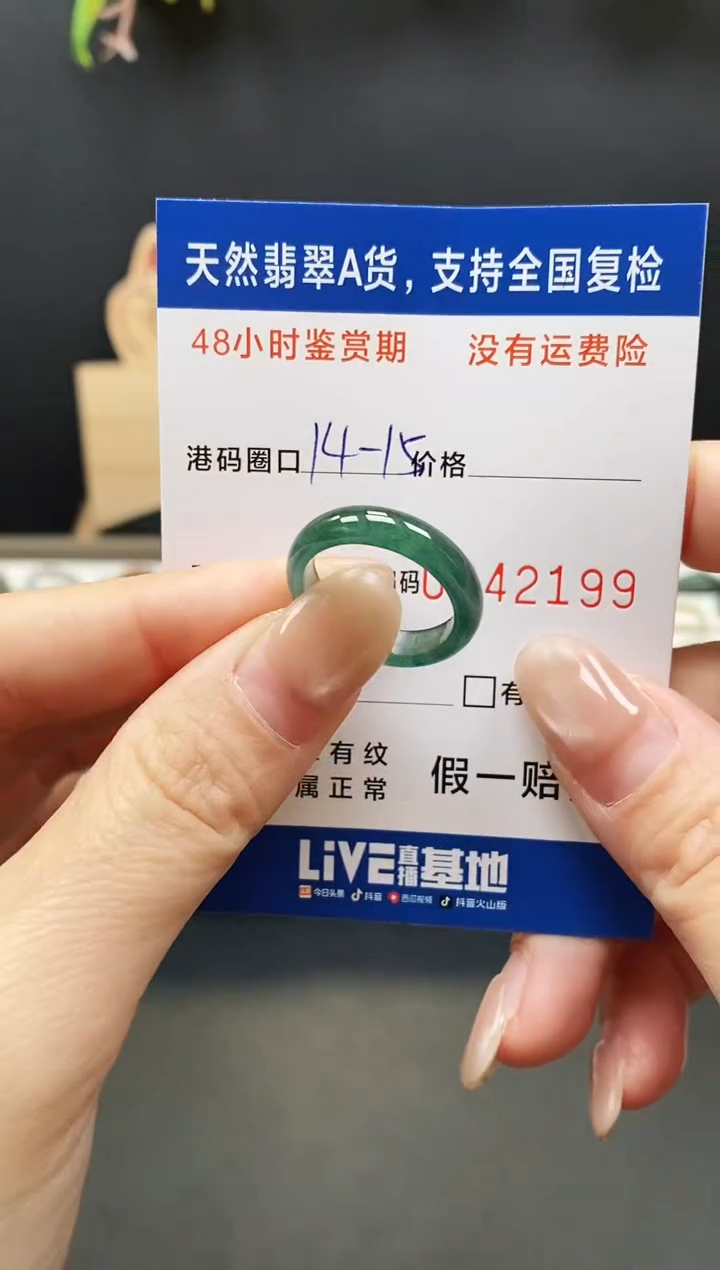 天然翡翠A货，支持全国复检
48小时鉴赏期 没有运费险
港码圈口14-15价格
码 42199
□有
有纹
属正常
假一赔
LiVE直播基地
今日头条 抖音 西瓜视频 抖音火山版